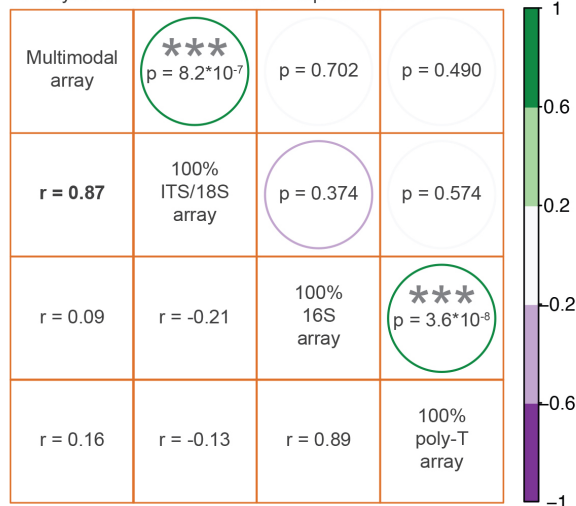 Multimodal
array
***
p = 8.2*10⁻⁷
p = 0.702
p = 0.490
r = 0.87
100%
ITS/18S
array
p = 0.374
p = 0.574
r = 0.09
r = -0.21
100%
16S
array
***
p = 3.6*10⁻⁸
r = 0.16
r = -0.13
r = 0.89
100%
poly-T
array
1
0.6
0.2
-0.2
-0.6
-1